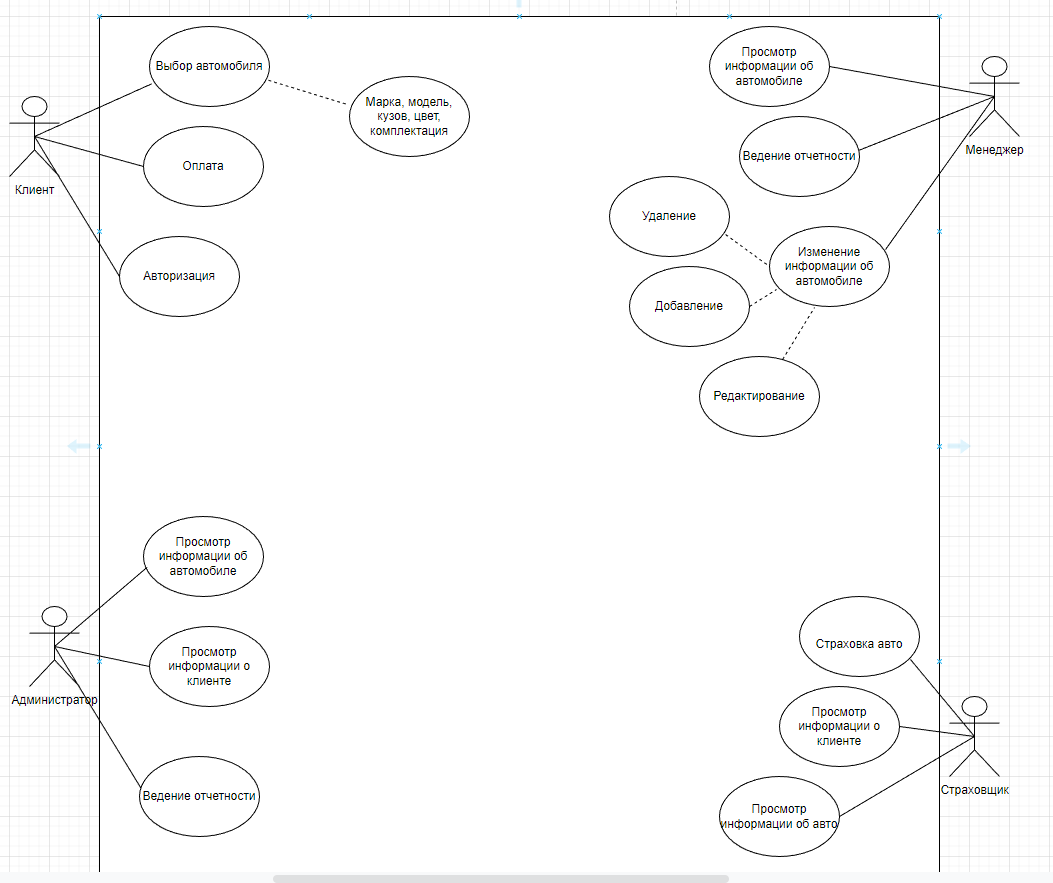 Выбор автомобиля
Марка, модель,
кузов, цвет,
комплектация
Оплата
Клиент
Авторизация
Просмотр
информации об
автомобиле
Менеджер
Ведение отчетности
Удаление
Изменение
информации об
автомобиле
Добавление
Редактирование
Просмотр
информации об
автомобиле
Просмотр
информации о
клиенте
Администратор
Ведение отчетности
Страховка авто
Просмотр
информации о
клиенте
Страховщик
Просмотр
информации об авто